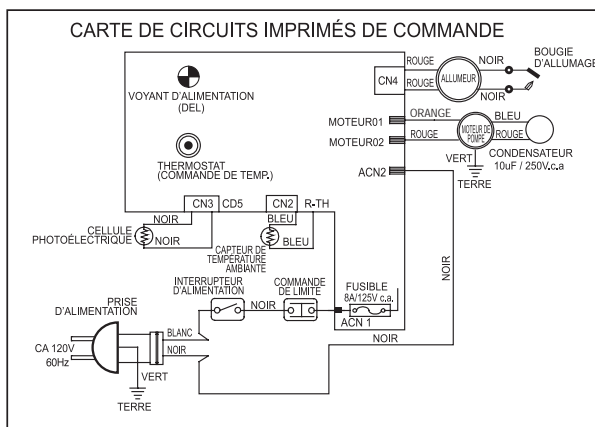 CARTE DE CIRCUITS IMPRIMÉS DE COMMANDE
VOYANT D'ALIMENTATION
(DEL)
THERMOSTAT
(COMMANDE DE TEMP.)
CN4
ROUGE
ROUGE
ALLUMEUR
NOIR
NOIR
BOUGIE
D'ALLUMAGE
MOTEUR01
ORANGE
MOTEUR02
ROUGE
MOTEUR DE
POMPE
BLEU
ROUGE
CONDENSATEUR
10uF / 250V.c.a
VERT
TERRE
ACN2
CN3
CD5
CN2
R-TH
NOIR
NOIR
CELLULE
PHOTOÉLECTRIQUE
BLEU
BLEU
CAPTEUR DE
TEMPÉRATURE
AMBIANTE
NOIR
INTERRUPTEUR
D'ALIMENTATION
NOIR
COMMANDE
DE LIMITE
FUSIBLE
8A/125V c.a.
ACN 1
NOIR
PRISE
D'ALIMENTATION
CA 120V
60Hz
BLANC
NOIR
VERT
TERRE